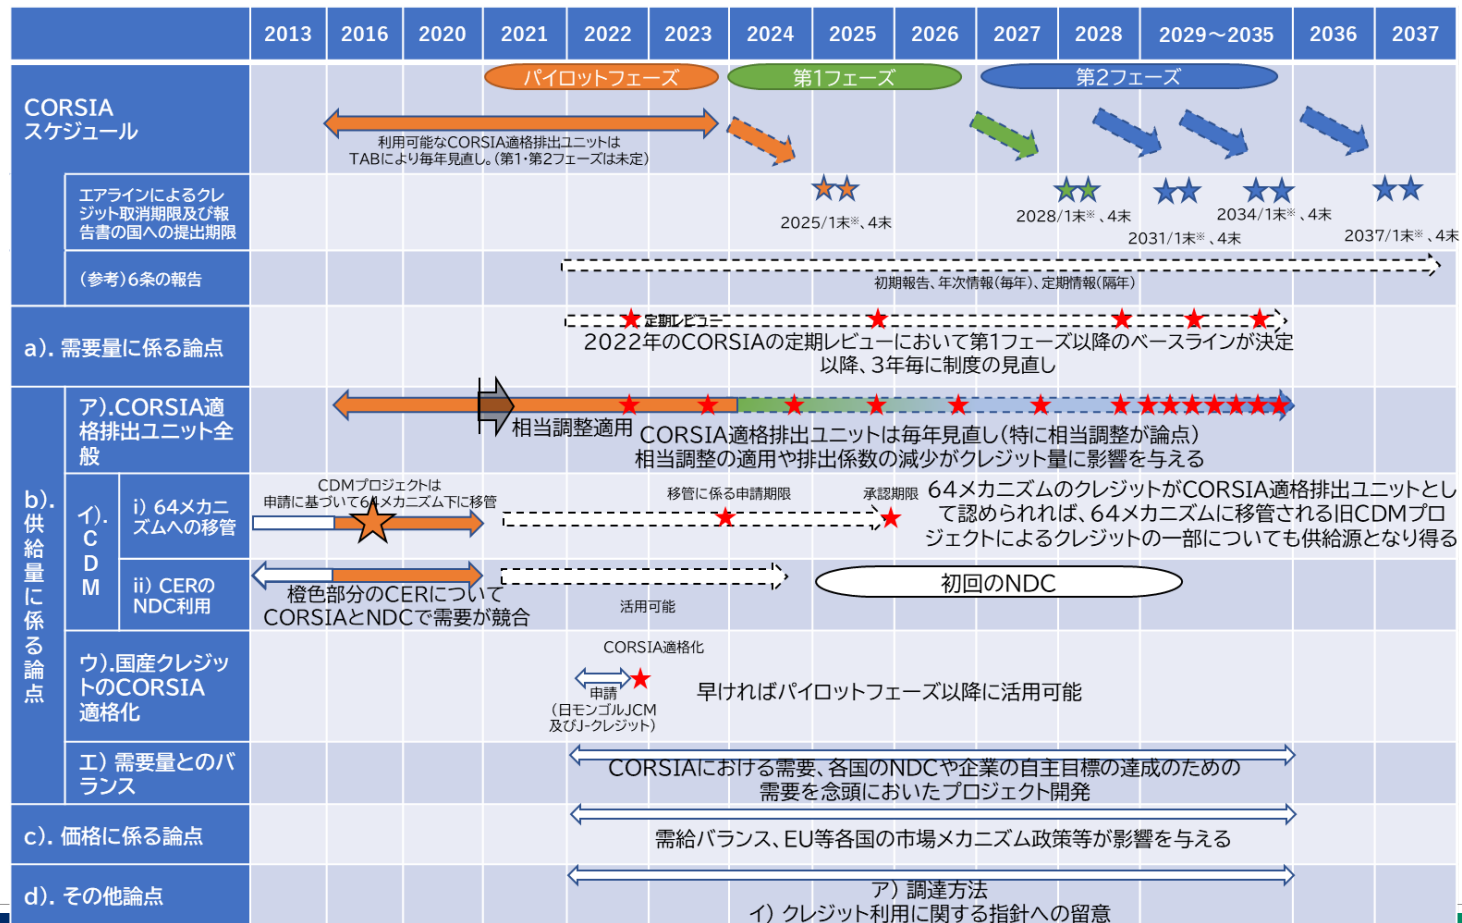 2013 2016 2020 2021 2022 2023 2024 2025 2026 2027 2028 2029～2035 2036 2037
CORSIA
スケジュール
パイロットフェーズ
第1フェーズ
第2フェーズ
利用可能なCORSIA適格排出ユニットは
TABにより毎年見直し。（第1・第2フェーズは未定）
エアラインによるクレ
ジット取消期限及び報
告書の国への提出期限
2025/1末※、4末
2028/1末※、4末
2031/1末※、4末
2034/1末※、4末
2037/1末※、4末
（参考）6条の報告
初期報告、年次情報（毎年）、定期情報（隔年）
a）. 需要量に係る論点
定期レビュー
2022年のCORSIAの定期レビューにおいて第1フェーズ以降のベースラインが決定
以降、3年毎に制度の見直し
b）. 供給量に係る論点
ア）.CORSIA適
格排出ユニット全
般
相当調整適用
CORSIA適格排出ユニットは毎年見直し（特に相当調整が論点）
相当調整の適用や排出係数の減少がクレジット量に影響を与える
イ）. CDM
i）64メカニ
ズムへの移管
CDMプロジェクトは
申請に基づいて64メカニズム下に移管
移管に係る申請期限
承認期限
64メカニズムのクレジットがCORSIA適格排出ユニットとし
て認められれば、64メカニズムに移管される旧CDMプロ
ジェクトによるクレジットの一部についても供給源となり得る
ii）CERの
NDC利用
橙色部分のCERについて
CORSIAとNDCで需要が競合
活用可能
初回のNDC
ウ）.国産クレジッ
トのCORSIA
適格化
CORSIA適格化
申請
（日モンゴルJCM
及びJ-クレジット）
早ければパイロットフェーズ以降に活用可能
エ）需要量とのバ
ランス
CORSIAにおける需要、各国のNDCや企業の自主目標の達成のための
需要を念頭においたプロジェクト開発
c）. 価格に係る論点
需給バランス、EU等各国の市場メカニズム政策等が影響を与える
d）. その他論点
ア）調達方法
イ）クレジット利用に関する指針への留意